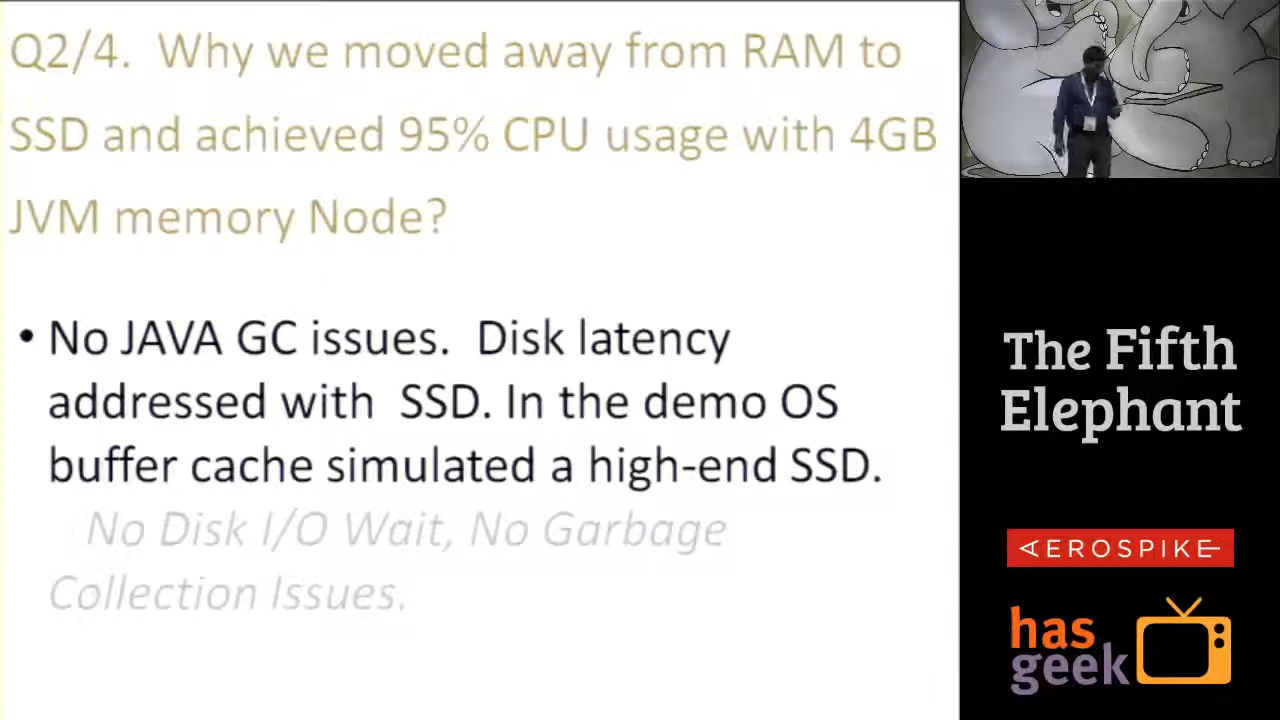 Q2/4. Why we moved away from RAM to
SSD and achieved 95% CPU usage with 4GB
JVM memory Node?
• No JAVA GC issues. Disk latency
addressed with SSD. In the demo OS
buffer cache simulated a high-end SSD.
No Disk I/O Wait, No Garbage
Collection Issues.
The Fifth
Elephant
AEROSPIKE
has
geek